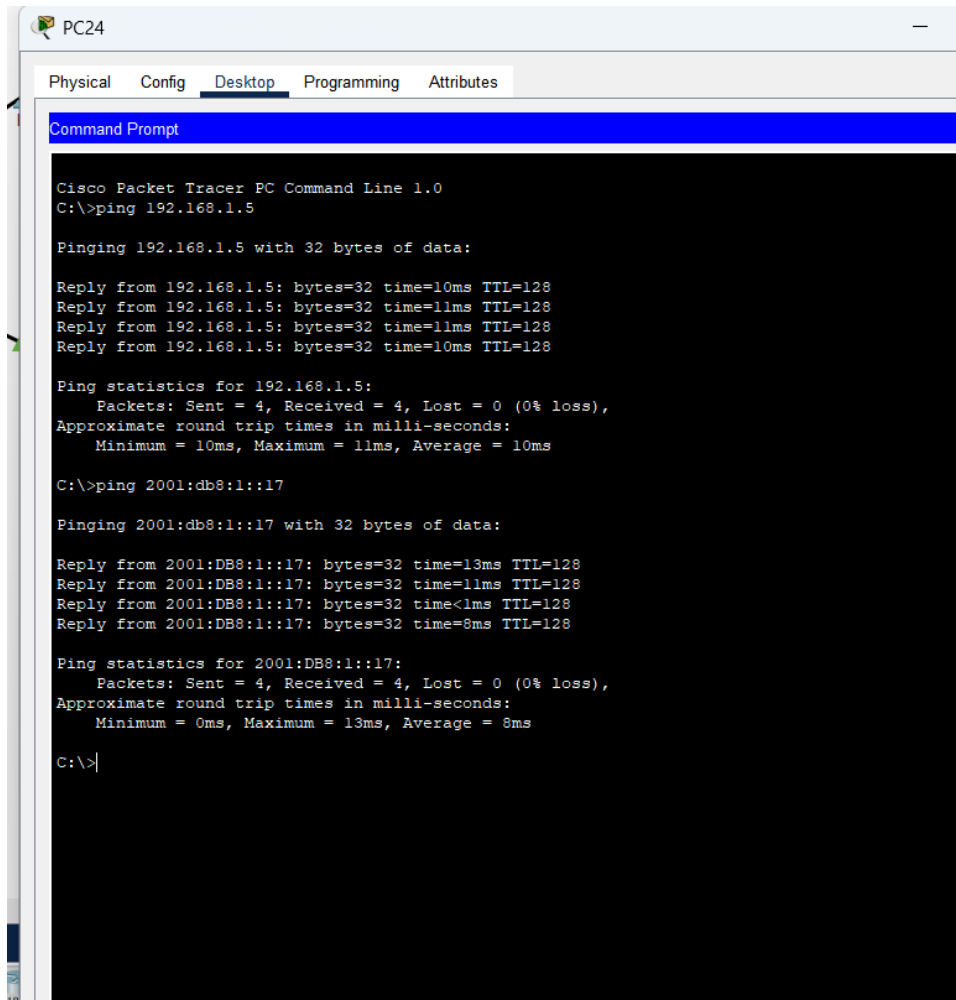 PC24
Physical Config Desktop Programming Attributes
Command Prompt
Cisco Packet Tracer PC Command Line 1.0
C:\>ping 192.168.1.5
Pinging 192.168.1.5 with 32 bytes of data:
Reply from 192.168.1.5: bytes=32 time=10ms TTL=128
Reply from 192.168.1.5: bytes=32 time=11ms TTL=128
Reply from 192.168.1.5: bytes=32 time=11ms TTL=128
Reply from 192.168.1.5: bytes=32 time=10ms TTL=128
Ping statistics for 192.168.1.5:
Packets: Sent = 4, Received = 4, Lost = 0 (0% loss),
Approximate round trip times in milli-seconds:
Minimum = 10ms, Maximum = 11ms, Average = 10ms
C:\>ping 2001:db8:1::17
Pinging 2001:db8:1::17 with 32 bytes of data:
Reply from 2001:DB8:1::17: bytes=32 time=13ms TTL=128
Reply from 2001:DB8:1::17: bytes=32 time=11ms TTL=128
Reply from 2001:DB8:1::17: bytes=32 time<1ms TTL=128
Reply from 2001:DB8:1::17: bytes=32 time=8ms TTL=128
Ping statistics for 2001:DB8:1::17:
Packets: Sent = 4, Received = 4, Lost = 0 (0% loss),
Approximate round trip times in milli-seconds:
Minimum = 0ms, Maximum = 13ms, Average = 8ms
C:\>